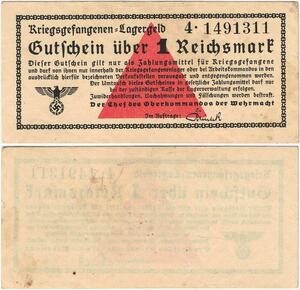 Kriegsgefangenen-Lagergeld 4·1491311
Gutschein über 1 Reichsmark
Dieser Gutschein gilt nur als Zahlungsmittel für Kriegsgefangene
und darf von ihnen nur innerhalb der Kriegsgefangenenlager oder bei Arbeitskommandos in den
ausdrücklich hierfür bezeichneten Verkaufsstellen verausgabt und entgegengenommen werden.
Der Umtausch dieses Gutscheines in gesetzliche Zahlungsmittel darf nur
bei der zuständigen Kasse der Lagerverwaltung erfolgen.
Zuwiderhandlungen, Nachahmungen und Fälschungen werden bestraft.
Der Chef des Oberkommandos der Wehrmacht
Im Auftrage: